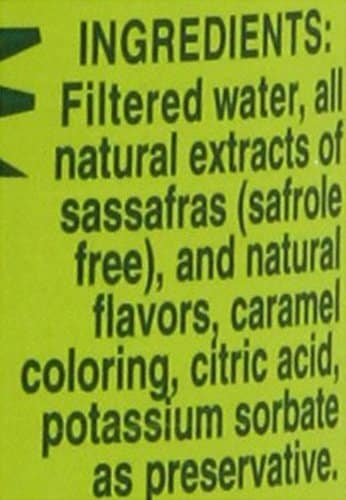 INGREDIENTS:
Filtered water, all
natural extracts of
sassafras (safrole
free), and natural
flavors, caramel
coloring, citric acid,
potassium sorbate
as preservative.